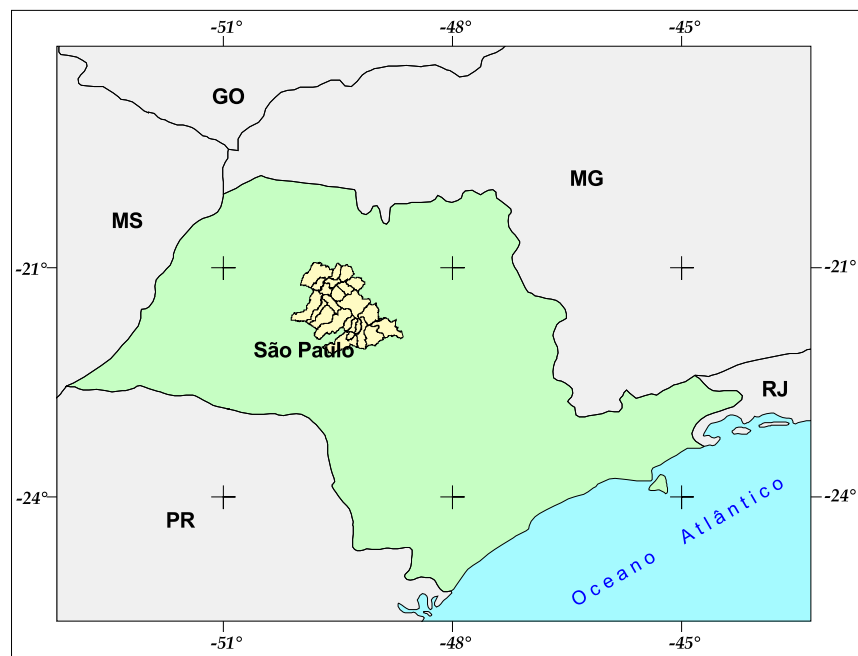 -51° -48° -45°
GO
MG
MS
-21° -21°
São Paulo
RJ
-24° -24°
PR
Oceano Atlântico
-51° -48° -45°